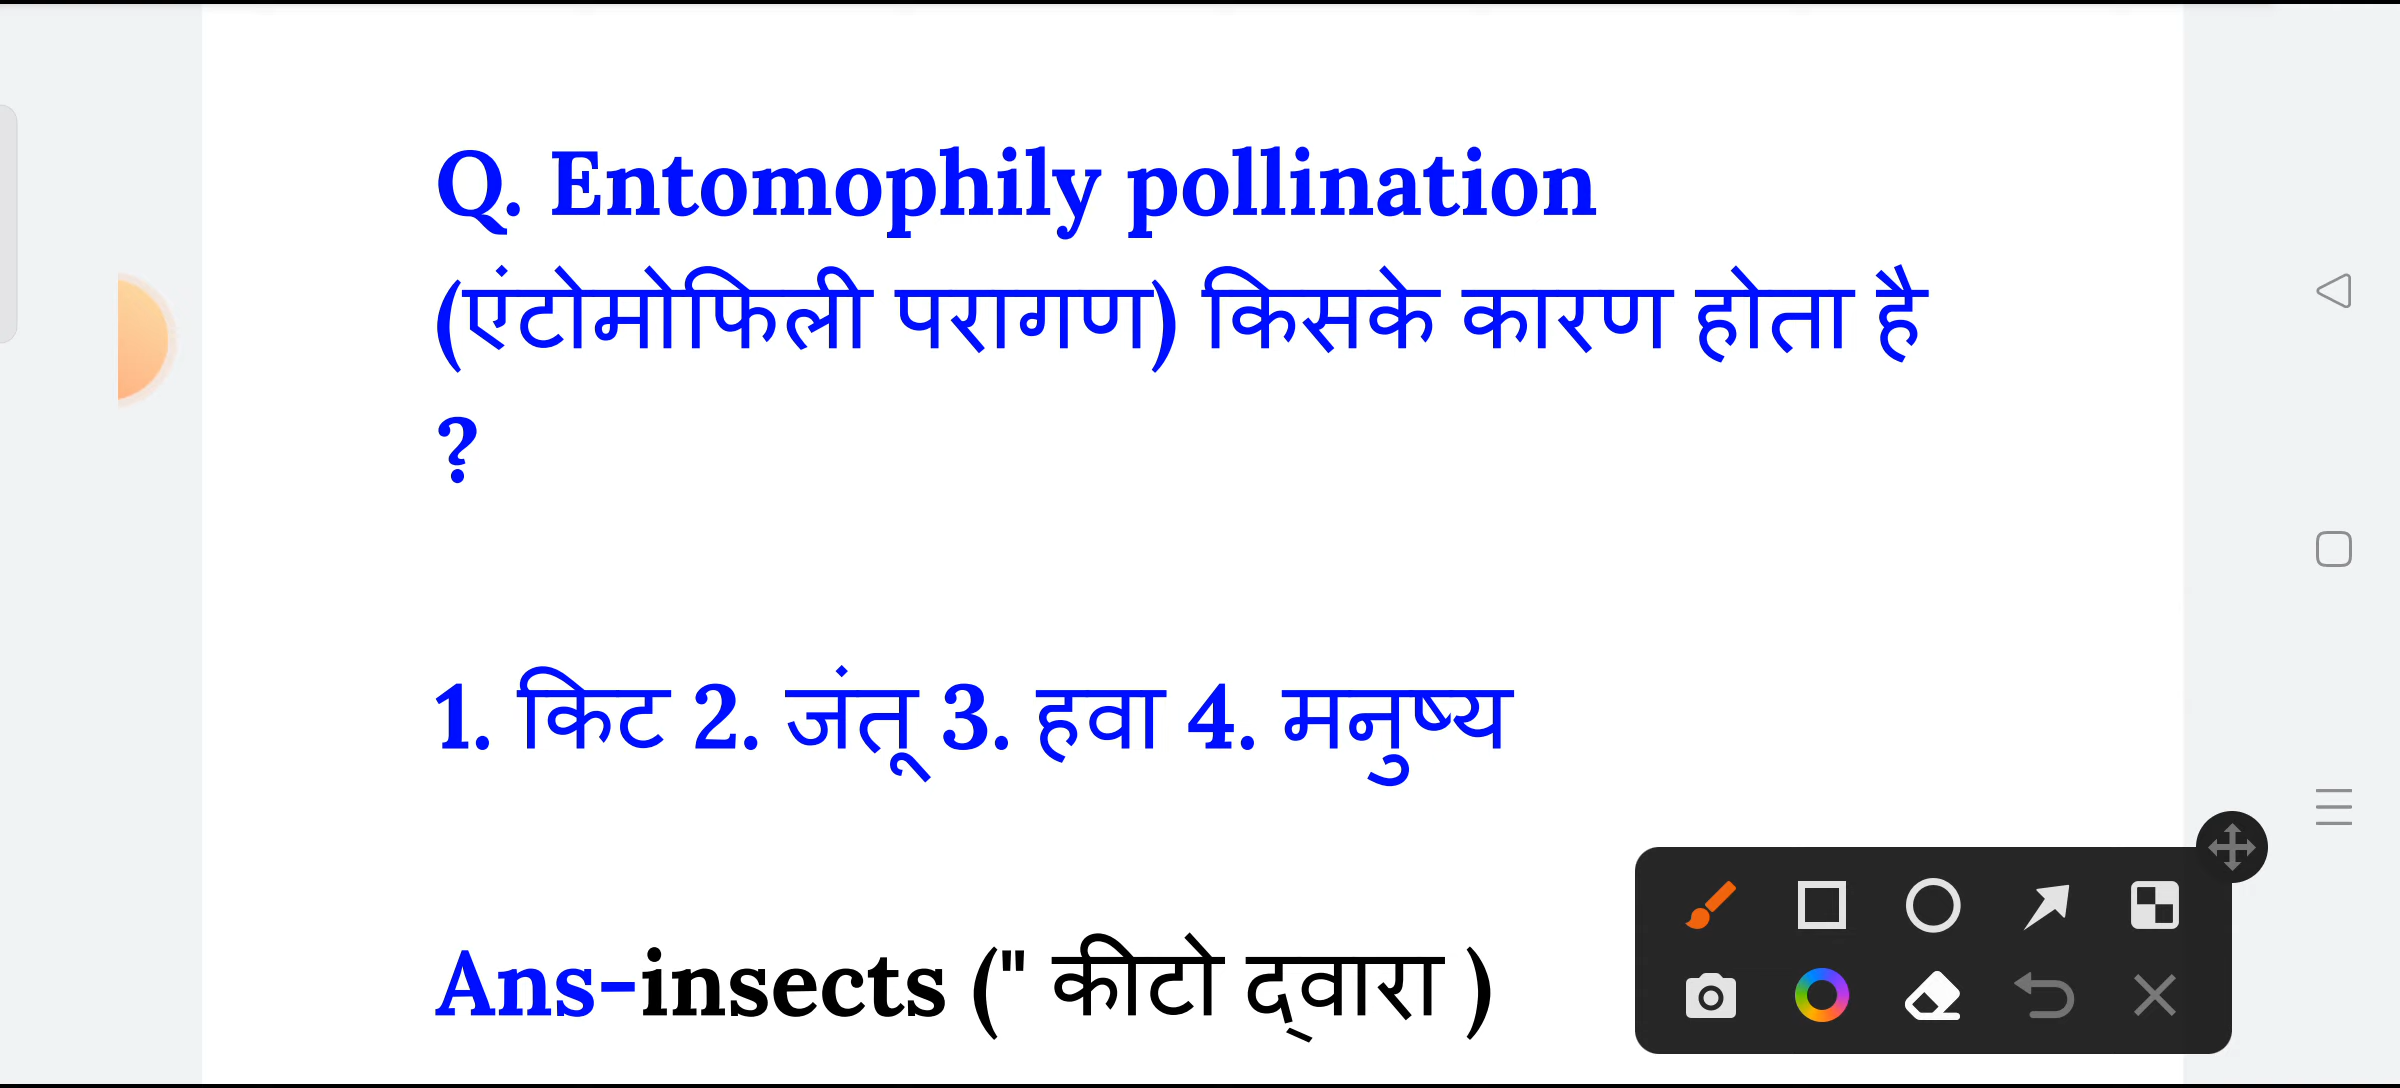 Q. Entomophily pollination
(एंटोमोफिली परागण) किसके कारण होता है
?
1. किट 2. जंतू 3. हवा 4. मनुष्य
Ans-insects (" कीटो द्‌वारा )